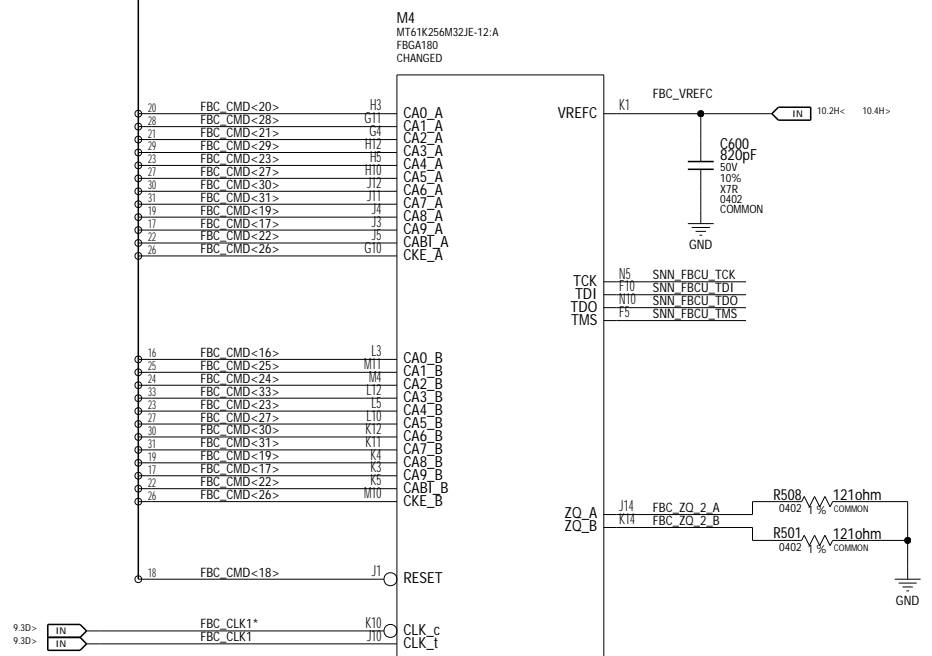 M4
MT61K256M32JE-12:A
FBGA180
CHANGED
20 FBC_CMD<20> H3 CA0_A
28 FBC_CMD<28> G11 CA1_A
21 FBC_CMD<21> G4 CA2_A
29 FBC_CMD<29> H12 CA3_A
23 FBC_CMD<23> H5 CA4_A
27 FBC_CMD<27> H10 CA5_A
30 FBC_CMD<30> J12 CA6_A
31 FBC_CMD<31> J11 CA7_A
19 FBC_CMD<19> J4 CA8_A
17 FBC_CMD<17> J3 CA9_A
22 FBC_CMD<22> J5 CABI_A
26 FBC_CMD<26> G10 CKE_A
VREFC K1 FBC_VREFC IN 10.2H< 10.4H>
C600
820pF
50V
10%
X7R
0402
COMMON
GND
TCK N5 SNN_FBCU_TCK
TDI F10 SNN_FBCU_TDI
TDO N10 SNN_FBCU_TDO
TMS F5 SNN_FBCU_TMS
16 FBC_CMD<16> L3 CA0_B
25 FBC_CMD<25> M11 CA1_B
24 FBC_CMD<24> M4 CA2_B
33 FBC_CMD<33> L12 CA3_B
23 FBC_CMD<23> L5 CA4_B
27 FBC_CMD<27> L10 CA5_B
30 FBC_CMD<30> K12 CA6_B
31 FBC_CMD<31> K11 CA7_B
19 FBC_CMD<19> K4 CA8_B
17 FBC_CMD<17> K3 CA9_B
22 FBC_CMD<22> K5 CABI_B
26 FBC_CMD<26> M10 CKE_B
ZQ_A J14 FBC_ZQ_2_A R508 121ohm
0402 1 % COMMON
ZQ_B K14 FBC_ZQ_2_B R501 121ohm
0402 1 % COMMON
GND
18 FBC_CMD<18> J1 RESET
9.3D> IN FBC_CLK1* K10 CLK_c
9.3D> IN FBC_CLK1 J10 CLK_t